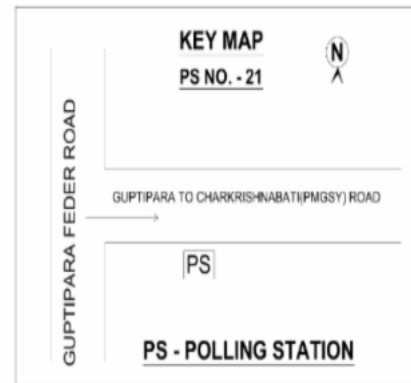 KEY MAP
N
PS NO. - 21
GUPTIPARA FEDER ROAD
GUPTIPARA TO CHARKRISHNABATI(PMGSY) ROAD
PS
PS - POLLING STATION